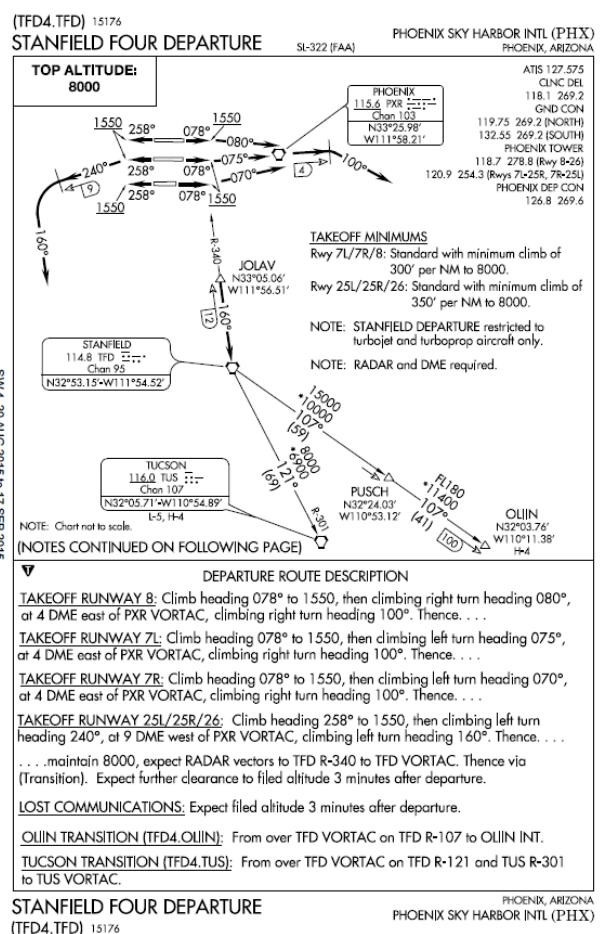 (TFD4.TFD) 15176
STANFIELD FOUR DEPARTURE
SL-322 (FAA)
PHOENIX SKY HARBOR INTL (PHX)
PHOENIX, ARIZONA
TOP ALTITUDE:
8000
ATIS 127.575
CLNC DEL
118.1 269.2
GND CON
119.75 269.2 (NORTH)
132.55 269.2 (SOUTH)
PHOENIX TOWER
118.7 278.8 (Rwy 8-26)
120.9 254.3 (Rwys 7L-25R, 7R-25L)
PHOENIX DEP CON
126.8 269.6
PHOENIX
115.6 PXR
Chan 103
N33°25.98'
W111°58.21'
1550
1550
258°
078°
080°
258°
078°
075°
258°
078°
070°
1550
1550
240°
9
4
100°
160°
R-340
JOLAV
N33°05.06'
W111°56.51'
12
160°
TAKEOFF MINIMUMS
Rwy 7L/7R/8: Standard with minimum climb of
300' per NM to 8000.
Rwy 25L/25R/26: Standard with minimum climb of
350' per NM to 8000.
NOTE: STANFIELD DEPARTURE restricted to
turbojet and turboprop aircraft only.
NOTE: RADAR and DME required.
STANFIELD
114.8 TFD
Chan 95
N32°53.15'-W111°54.52'
15000
*10000
107°
(59)
*8000
*6900
121°
(69)
R-301
TUCSON
116.0 TUS
Chan 107
N32°05.71'-W110°54.89'
L-5, H-4
PUSCH
N32°24.03'
W110°53.12'
FL180
*11400
107°
(41)
100
OLIIN
N32°03.76'
W110°11.38'
H-4
NOTE: Chart not to scale.
(NOTES CONTINUED ON FOLLOWING PAGE)
SW-4, 20 AUG 2015 to 17 SEP 2015
T
DEPARTURE ROUTE DESCRIPTION
TAKEOFF RUNWAY 8: Climb heading 078° to 1550, then climbing right turn heading 080°,
at 4 DME east of PXR VORTAC, climbing right turn heading 100°. Thence. . . .
TAKEOFF RUNWAY 7L: Climb heading 078° to 1550, then climbing left turn heading 075°,
at 4 DME east of PXR VORTAC, climbing right turn heading 100°. Thence. . . .
TAKEOFF RUNWAY 7R: Climb heading 078° to 1550, then climbing left turn heading 070°,
at 4 DME east of PXR VORTAC, climbing right turn heading 100°. Thence. . . .
TAKEOFF RUNWAY 25L/25R/26: Climb heading 258° to 1550, then climbing left turn
heading 240°, at 9 DME west of PXR VORTAC, climbing left turn heading 160°. Thence. . . .
. . . .maintain 8000, expect RADAR vectors to TFD R-340 to TFD VORTAC. Thence via
(Transition). Expect further clearance to filed altitude 3 minutes after departure.
LOST COMMUNICATIONS: Expect filed altitude 3 minutes after departure.
OLIIN TRANSITION (TFD4.OLIIN): From over TFD VORTAC on TFD R-107 to OLIIN INT.
TUCSON TRANSITION (TFD4.TUS): From over TFD VORTAC on TFD R-121 and TUS R-301
to TUS VORTAC.
STANFIELD FOUR DEPARTURE
(TFD4.TFD) 15176
PHOENIX, ARIZONA
PHOENIX SKY HARBOR INTL (PHX)